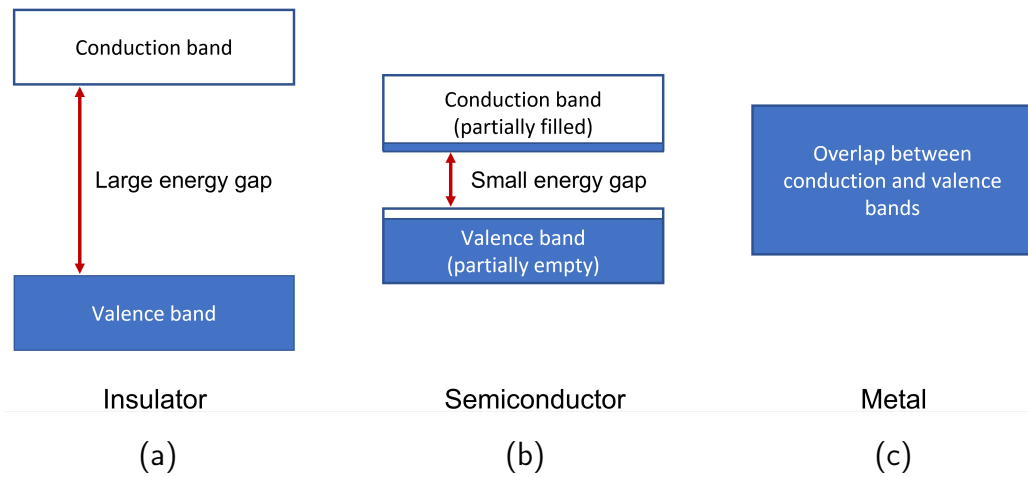 Conduction band
Large energy gap
Valence band
Insulator
(a)
Conduction band
(partially filled)
Small energy gap
Valence band
(partially empty)
Semiconductor
(b)
Overlap between
conduction and valence
bands
Metal
(c)